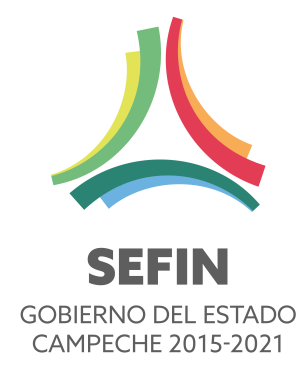 SEFIN
GOBIERNO DEL ESTADO
CAMPECHE 2015-2021